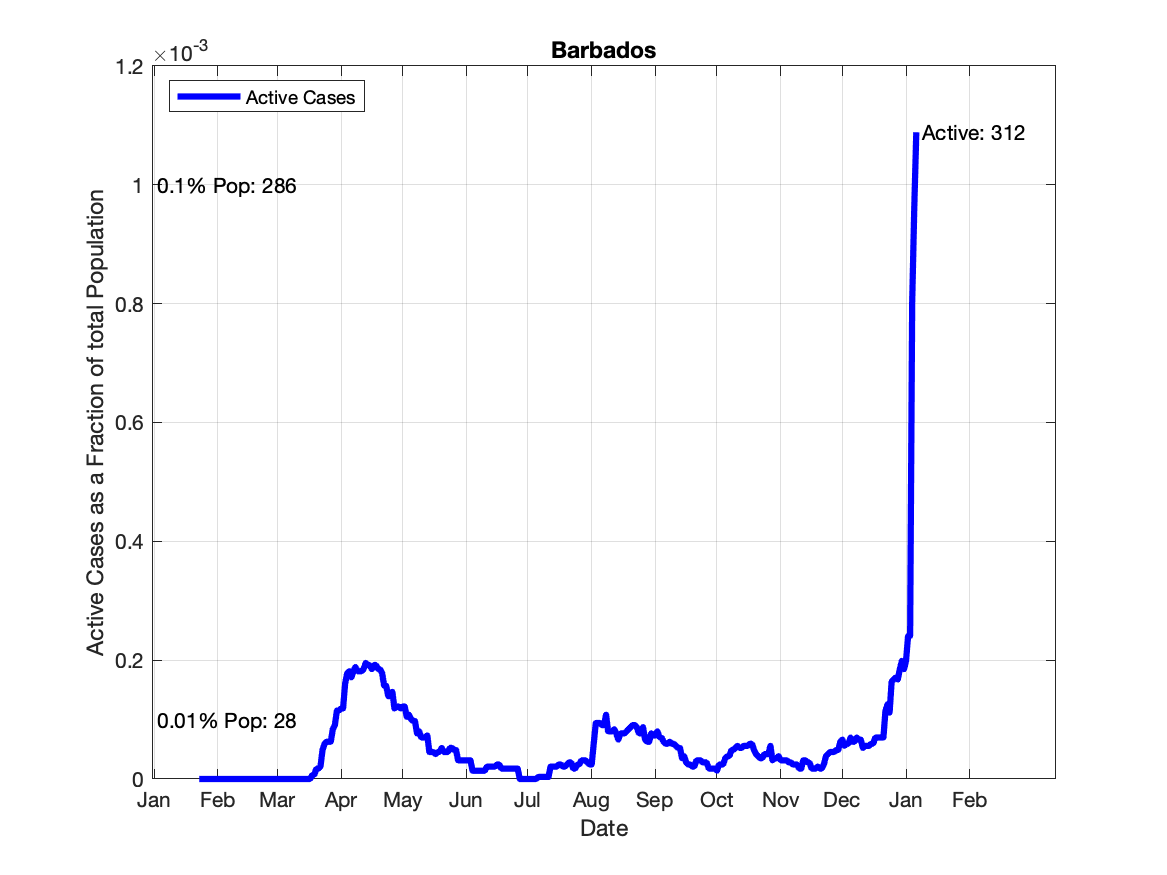 Barbados
×10-3
1.2
Active Cases
Active: 312
1
0.1% Pop: 286
0.8
0.6
0.4
0.2
0.01% Pop: 28
0
Active Cases as a Fraction of total Population
Jan Feb Mar Apr May Jun Jul Aug Sep Oct Nov Dec Jan Feb
Date